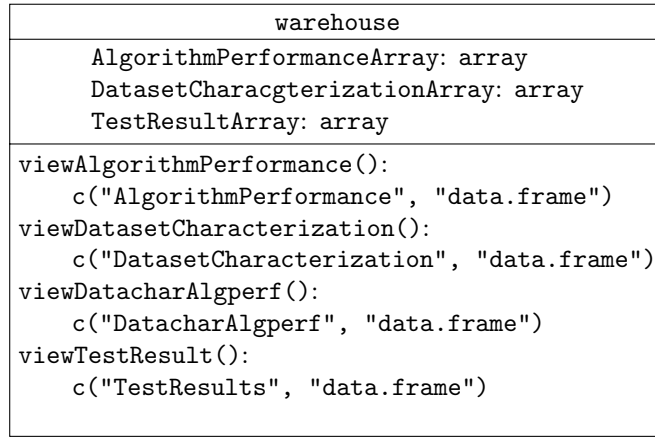 warehouse
AlgorithmPerformanceArray: array
DatasetCharacgterizationArray: array
TestResultArray: array
viewAlgorithmPerformance():
c("AlgorithmPerformance", "data.frame")
viewDatasetCharacterization():
c("DatasetCharacterization", "data.frame")
viewDatacharAlgperf():
c("DatacharAlgperf", "data.frame")
viewTestResult():
c("TestResults", "data.frame")